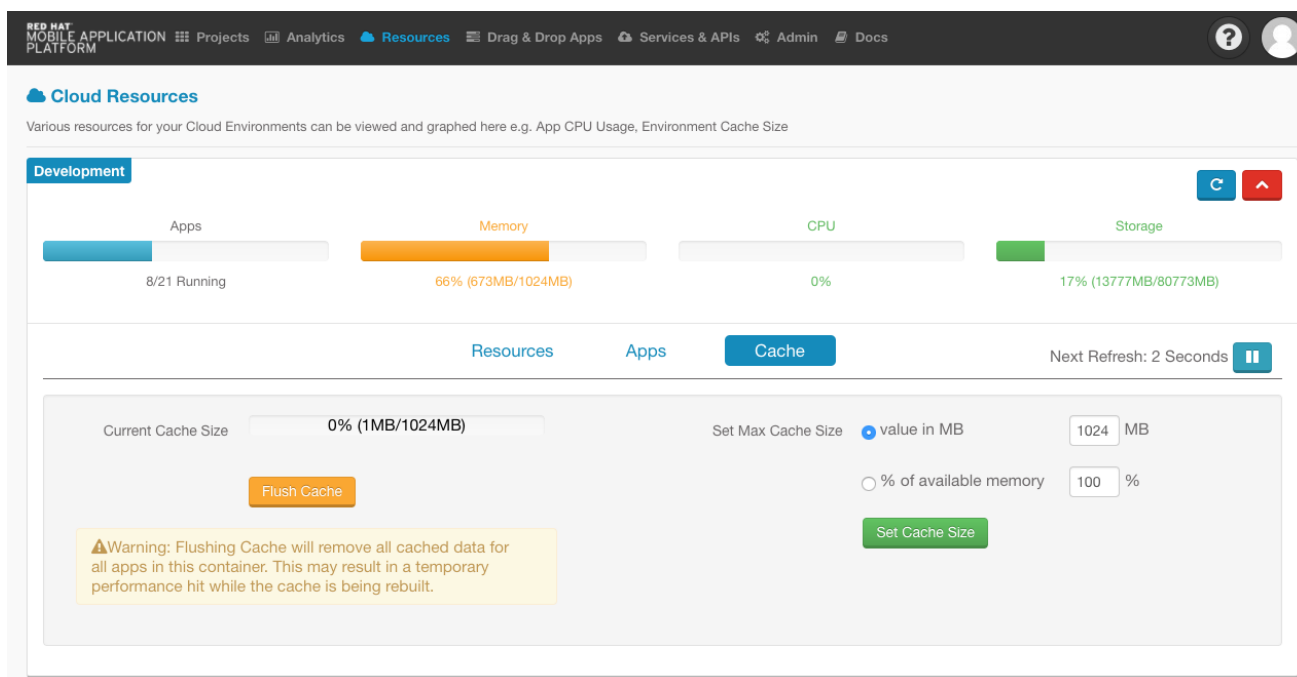 RED HAT
MOBILE APPLICATION
PLATFORM
Projects Analytics Resources Drag & Drop Apps Services & APIs Admin Docs
?
Cloud Resources
Various resources for your Cloud Environments can be viewed and graphed here e.g. App CPU Usage, Environment Cache Size
Development
Apps Memory CPU Storage
8/21 Running 66% (673MB/1024MB) 0% 17% (13777MB/80773MB)
Resources Apps Cache Next Refresh: 2 Seconds
Current Cache Size 0% (1MB/1024MB) Set Max Cache Size value in MB 1024 MB
% of available memory 100 %
Flush Cache
Set Cache Size
Warning: Flushing Cache will remove all cached data for
all apps in this container. This may result in a temporary
performance hit while the cache is being rebuilt.